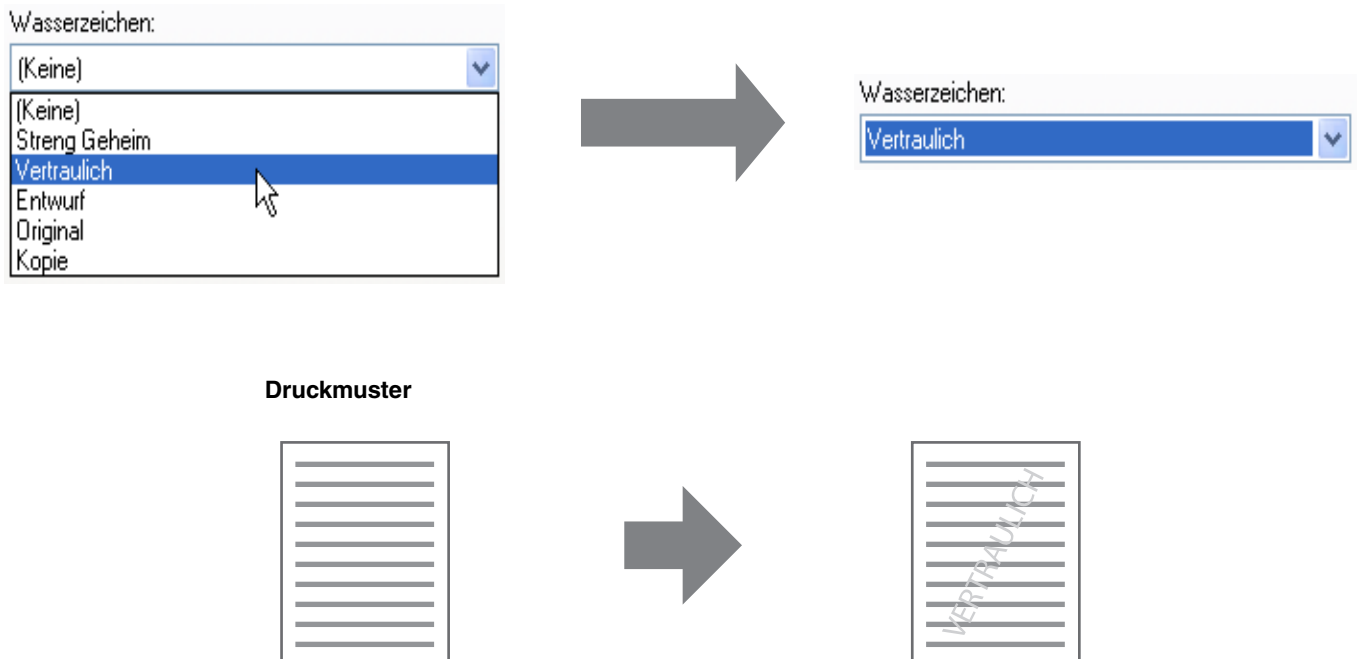 Wasserzeichen:
(Keine)
(Keine)
Streng Geheim
Vertraulich
Entwurf
Original
Kopie
Wasserzeichen:
Vertraulich
Druckmuster
VERTRAULICH